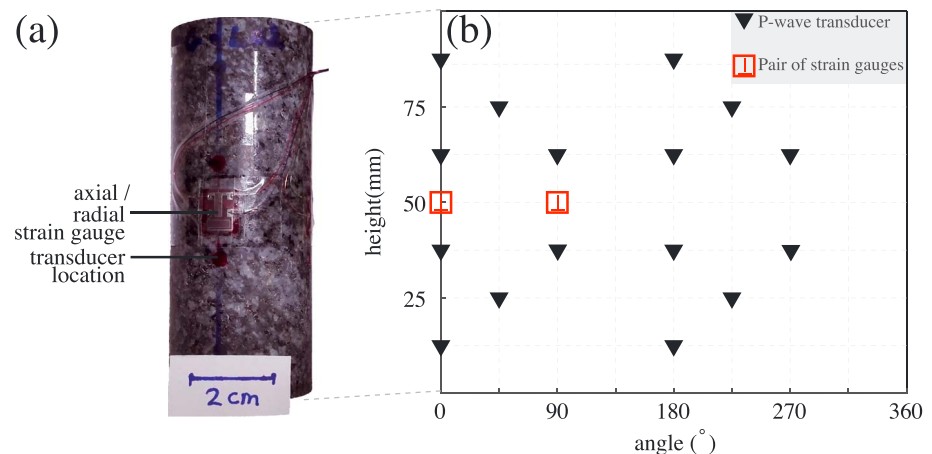 (a)
axial /
radial
strain gauge
transducer
location
2 cm
(b)
P-wave transducer
Pair of strain gauges
height(mm)
75
50
25
0
90
180
270
360
angle (°)